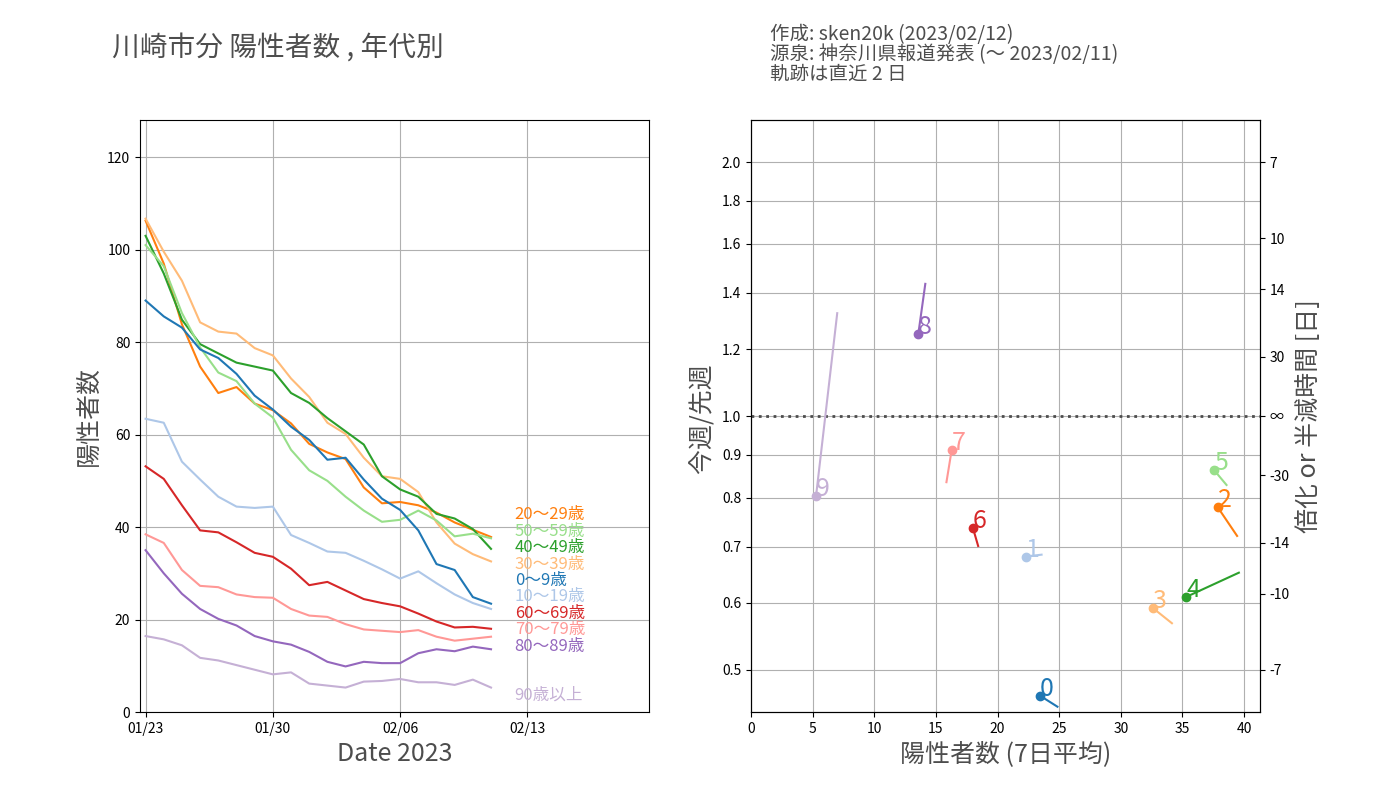 川崎市分 陽性者数 , 年代別
作成: sken20k (2023/02/12)
源泉: 神奈川県報道発表 (〜 2023/02/11)
軌跡は直近 2 日
陽性者数
120
100
80
60
40
20
0
01/23
01/30
02/06
02/13
Date 2023
20〜29歳
50〜59歳
40〜49歳
30〜39歳
0〜9歳
10〜19歳
60〜69歳
70〜79歳
80〜89歳
90歳以上
今週/先週
2.0
1.8
1.6
1.4
1.2
1.0
0.9
0.8
0.7
0.6
0.5
0
5
10
15
20
25
30
35
40
陽性者数 (7日平均)
8
7
9
5
2
6
1
4
3
0
7
10
14
30
∞
-30
-14
-10
-7
倍化 or 半減時間 [日]